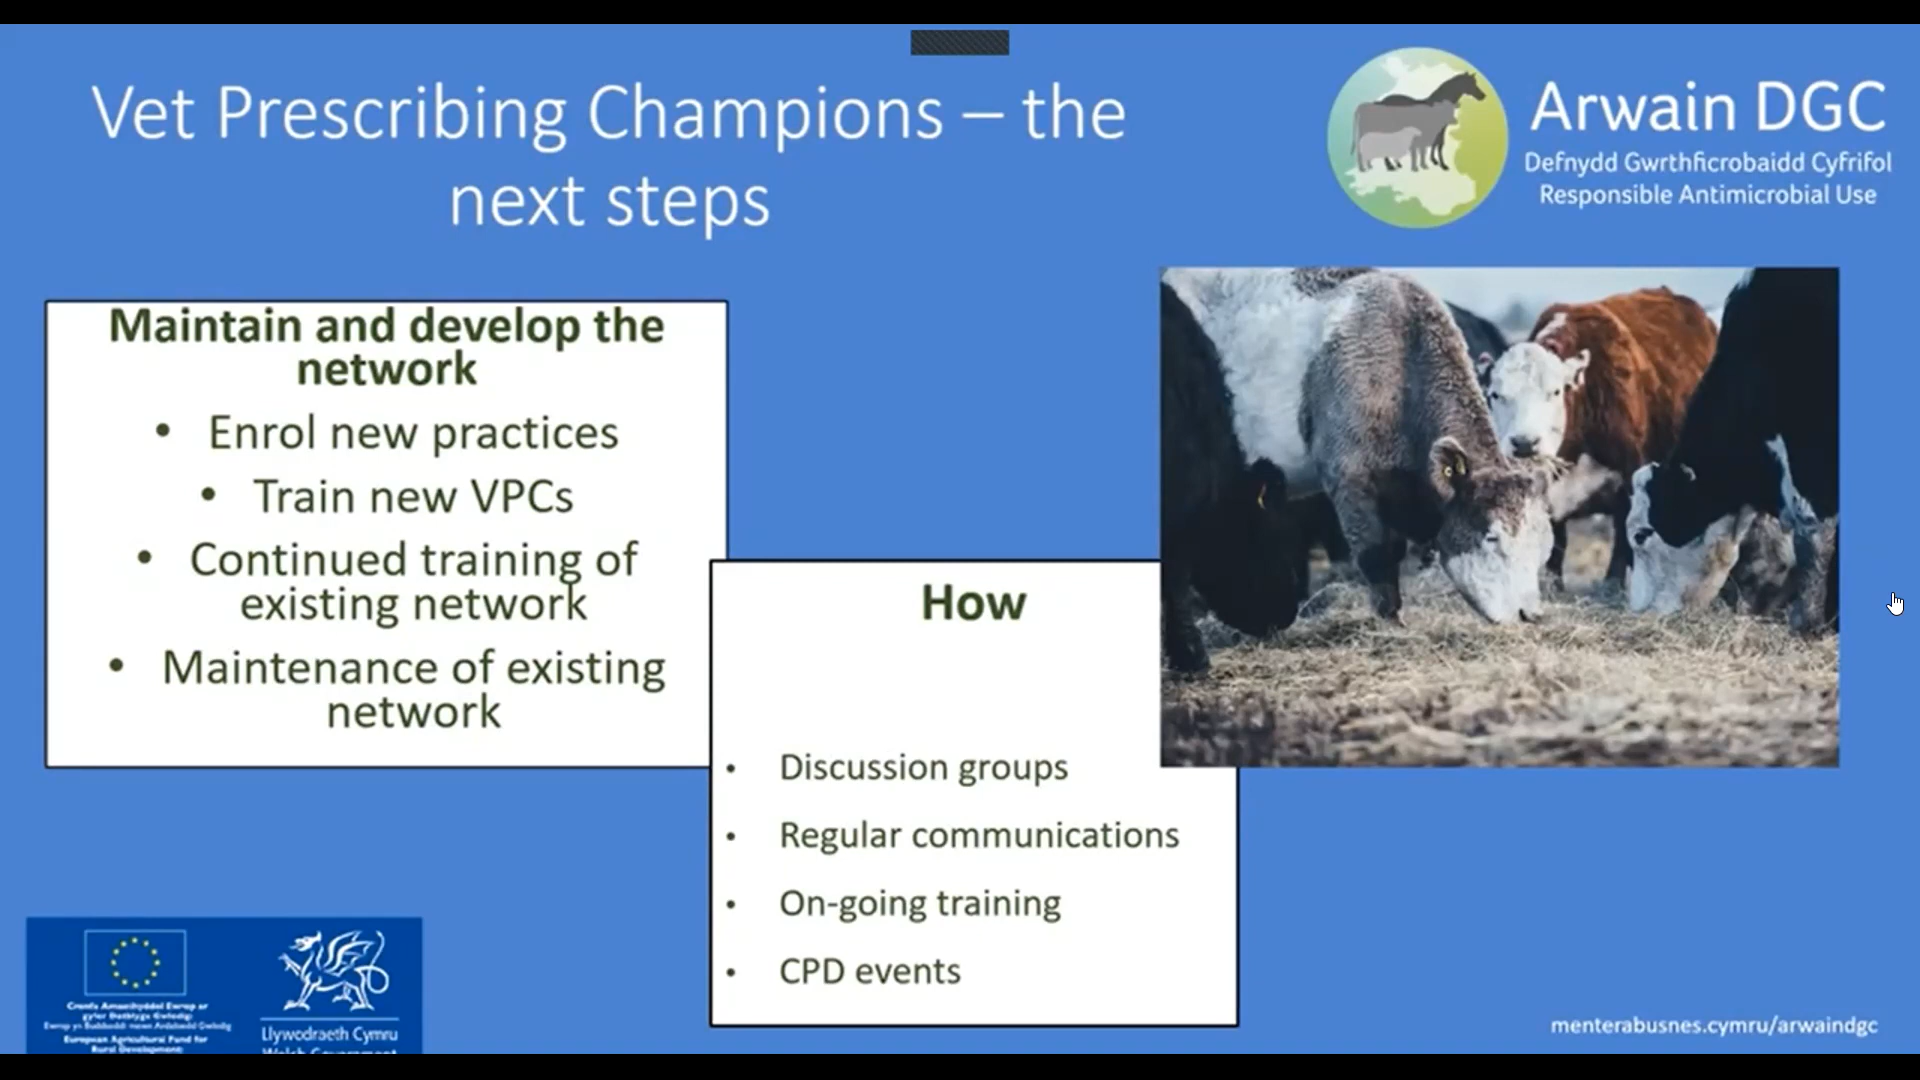 Vet Prescribing Champions – the
next steps
Arwain DGC
Defnydd Gwrthficrobaidd Cyfrifol
Responsible Antimicrobial Use
Maintain and develop the
network
• Enrol new practices
• Train new VPCs
• Continued training of
existing network
• Maintenance of existing
network
How
• Discussion groups
• Regular communications
• On-going training
• CPD events
Cronfa Amaethyddol Ewrop ar
gyfer Datblygu Gwledig:
Ewrop yn Buddsoddi mewn Ardaloedd Gwledig
European Agricultural Fund for
Rural Development:
Llywodraeth Cymru
Welsh Government
menterabusnes.cymru/arwaindgc